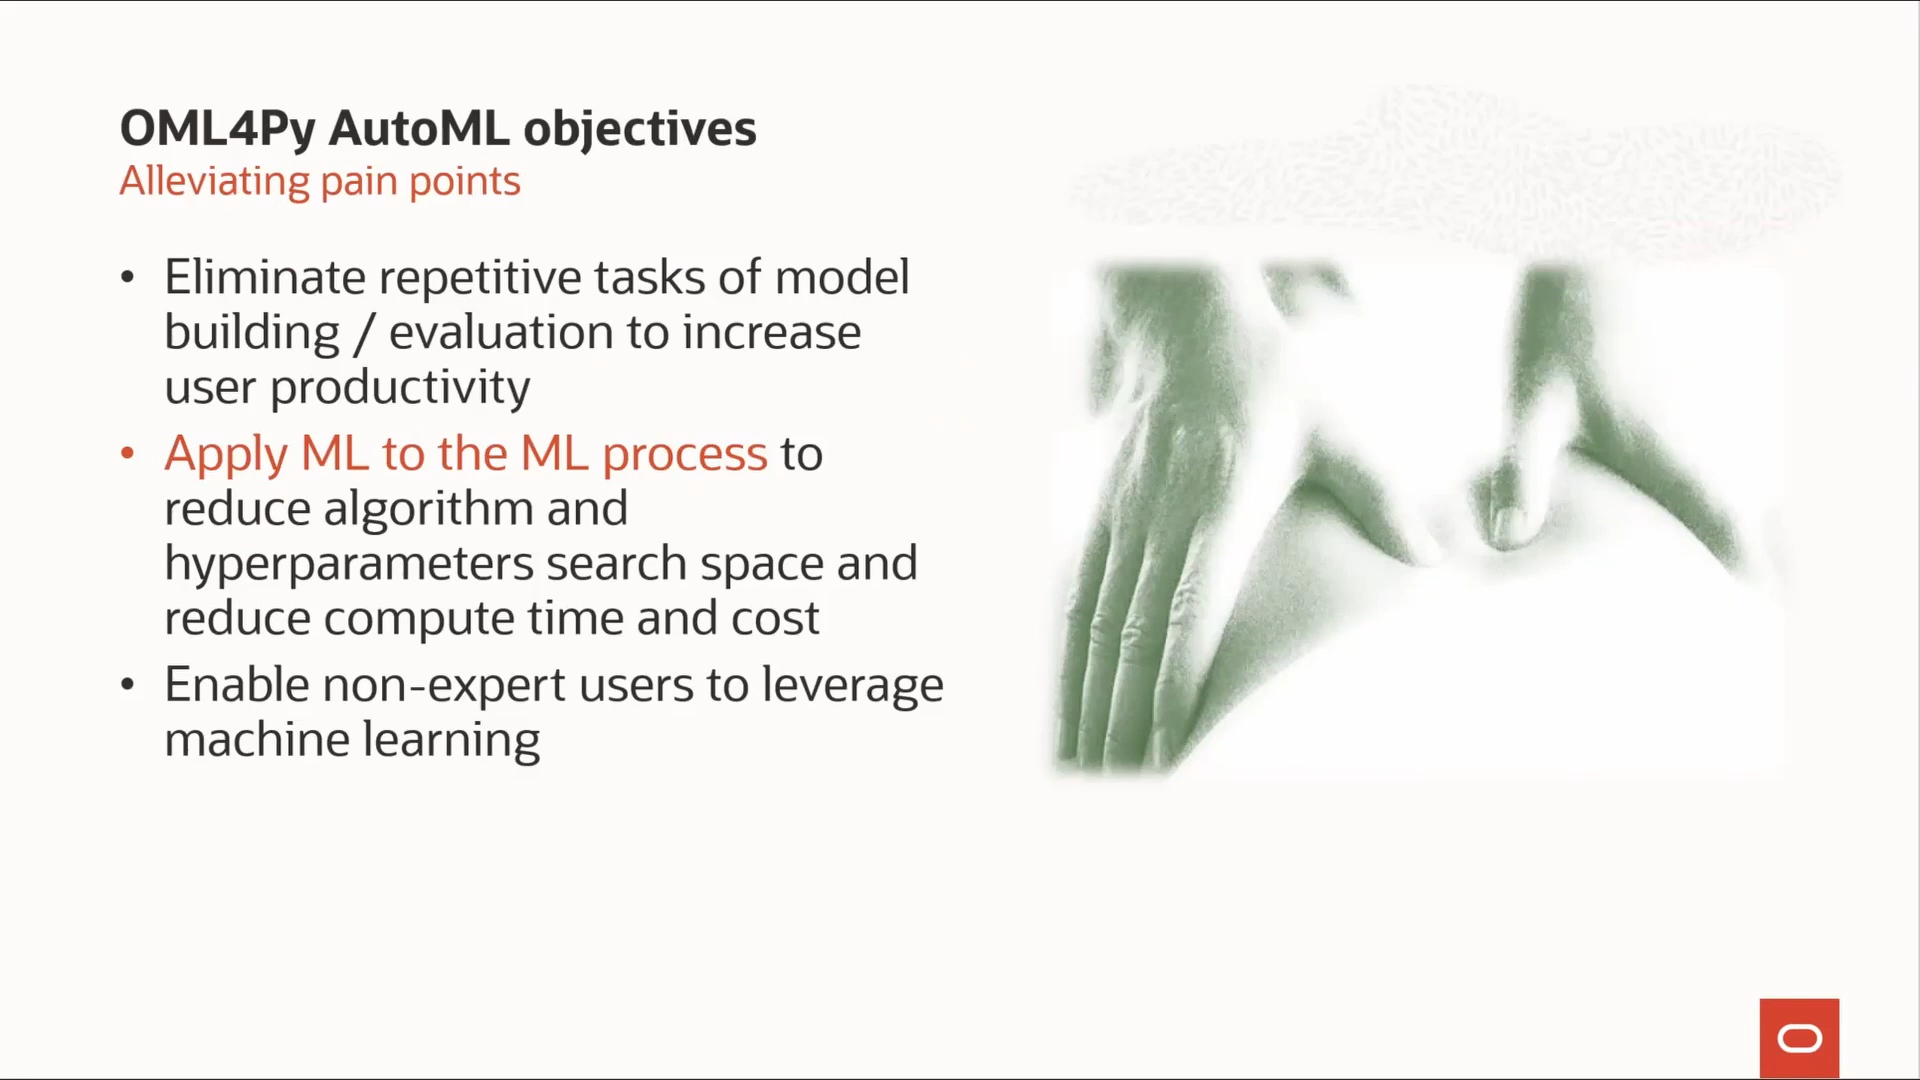 OML4Py AutoML objectives
Alleviating pain points
• Eliminate repetitive tasks of model
building / evaluation to increase
user productivity
• Apply ML to the ML process to
reduce algorithm and
hyperparameters search space and
reduce compute time and cost
• Enable non-expert users to leverage
machine learning